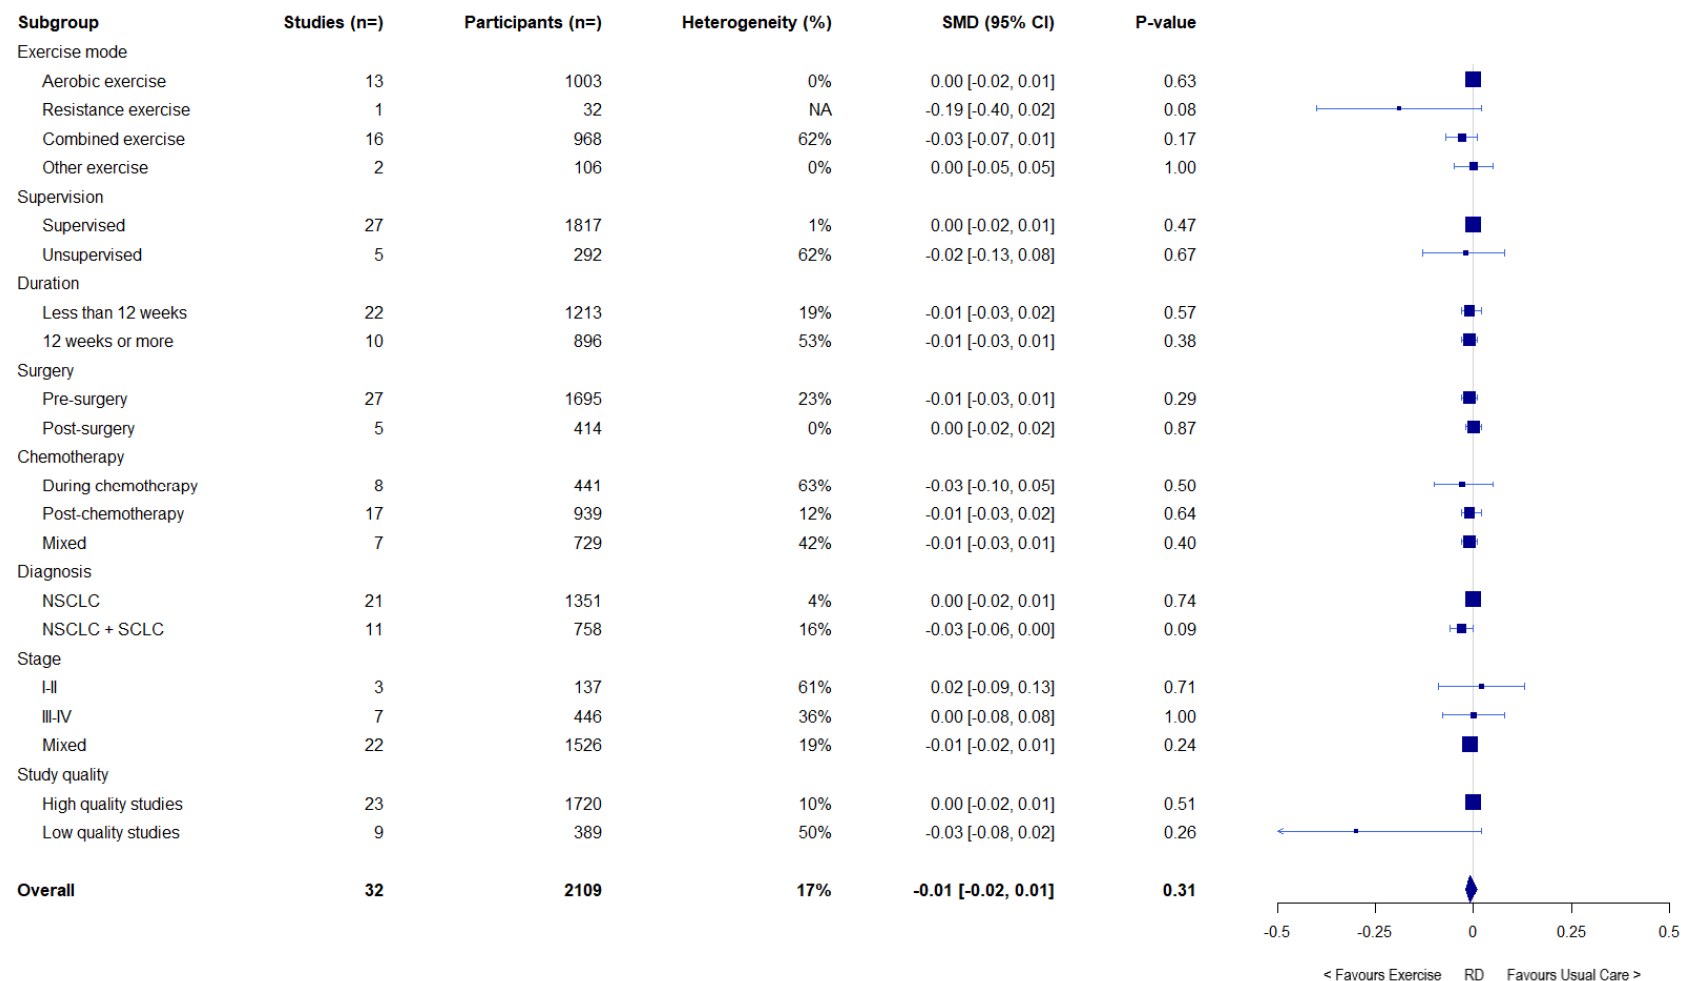 Subgroup Studies (n=) Participants (n=) Heterogeneity (%) SMD (95% CI) P-value
Exercise mode
Aerobic exercise 13 1003 0% 0.00 [-0.02, 0.01] 0.63
Resistance exercise 1 32 NA -0.19 [-0.40, 0.02] 0.08
Combined exercise 16 968 62% -0.03 [-0.07, 0.01] 0.17
Other exercise 2 106 0% 0.00 [-0.05, 0.05] 1.00
Supervision
Supervised 27 1817 1% 0.00 [-0.02, 0.01] 0.47
Unsupervised 5 292 62% -0.02 [-0.13, 0.08] 0.67
Duration
Less than 12 weeks 22 1213 19% -0.01 [-0.03, 0.02] 0.57
12 weeks or more 10 896 53% -0.01 [-0.03, 0.01] 0.38
Surgery
Pre-surgery 27 1695 23% -0.01 [-0.03, 0.01] 0.29
Post-surgery 5 414 0% 0.00 [-0.02, 0.02] 0.87
Chemotherapy
During chemotherapy 8 441 63% -0.03 [-0.10, 0.05] 0.50
Post-chemotherapy 17 939 12% -0.01 [-0.03, 0.02] 0.64
Mixed 7 729 42% -0.01 [-0.03, 0.01] 0.40
Diagnosis
NSCLC 21 1351 4% 0.00 [-0.02, 0.01] 0.74
NSCLC + SCLC 11 758 16% -0.03 [-0.06, 0.00] 0.09
Stage
I-II 3 137 61% 0.02 [-0.09, 0.13] 0.71
III-IV 7 446 36% 0.00 [-0.08, 0.08] 1.00
Mixed 22 1526 19% -0.01 [-0.02, 0.01] 0.24
Study quality
High quality studies 23 1720 10% 0.00 [-0.02, 0.01] 0.51
Low quality studies 9 389 50% -0.03 [-0.08, 0.02] 0.26
Overall 32 2109 17% -0.01 [-0.02, 0.01] 0.31
-0.5 -0.25 0 0.25 0.5
< Favours Exercise RD Favours Usual Care >